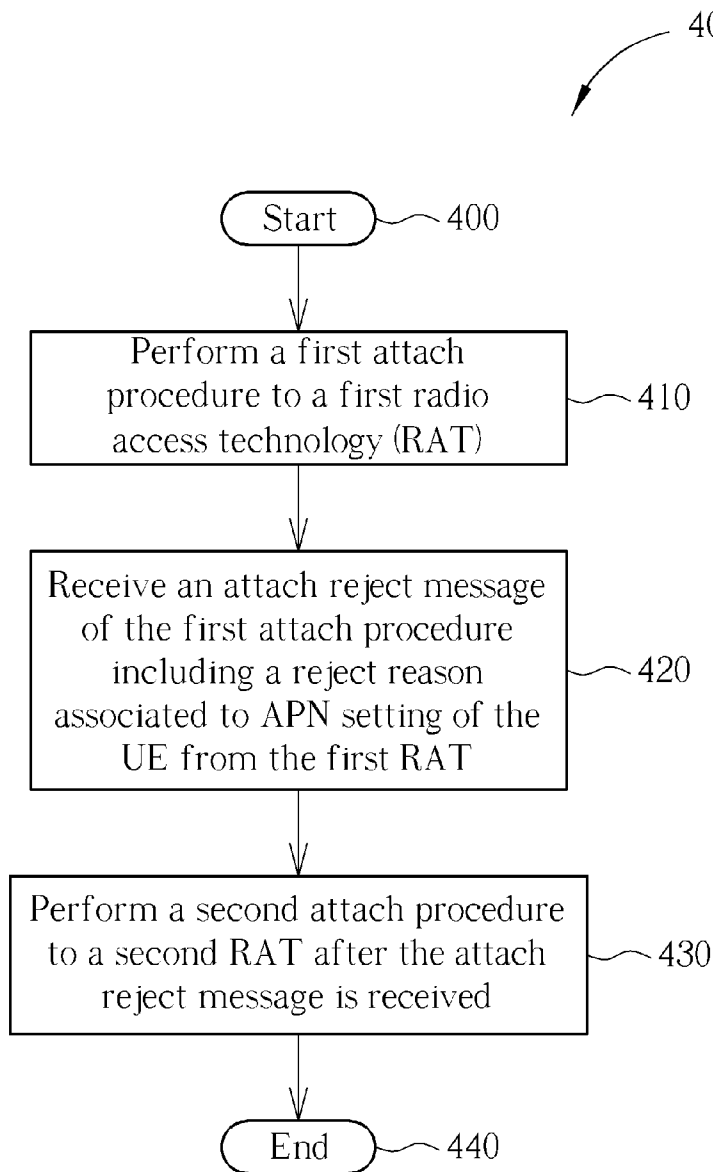 40
Start
400
Perform a first attach
procedure to a first radio
access technology (RAT)
410
Receive an attach reject message
of the first attach procedure
including a reject reason
associated to APN setting of the
UE from the first RAT
420
Perform a second attach procedure
to a second RAT after the attach
reject message is received
430
End
440